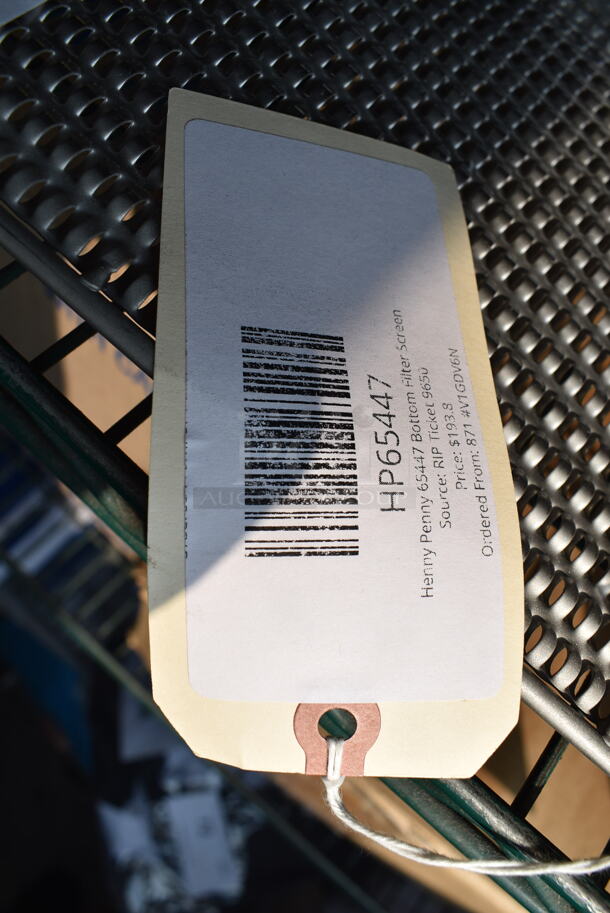 HP65447
Henny Penny 65447 Bottom Filter Screen
Source: RIP Ticket 9650
Price: $193.8
Ordered From: 871 #V1GDV6N